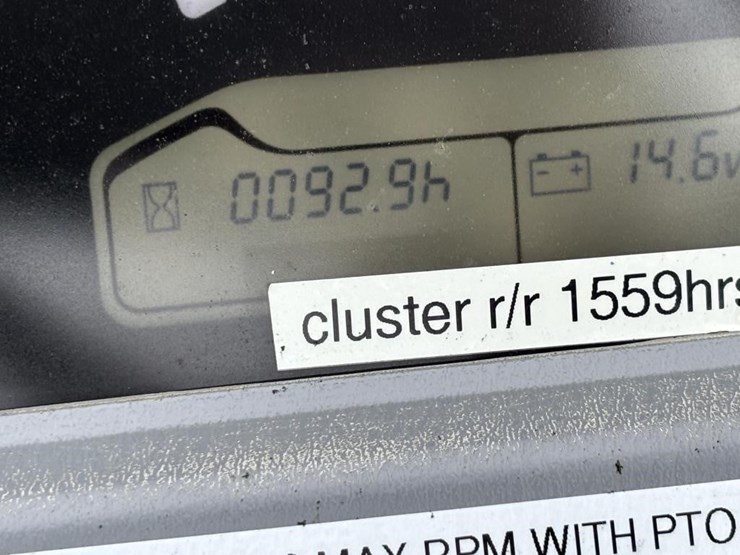 0092.9h
14.6v
cluster r/r 1559hrs
MAX RPM WITH PTO